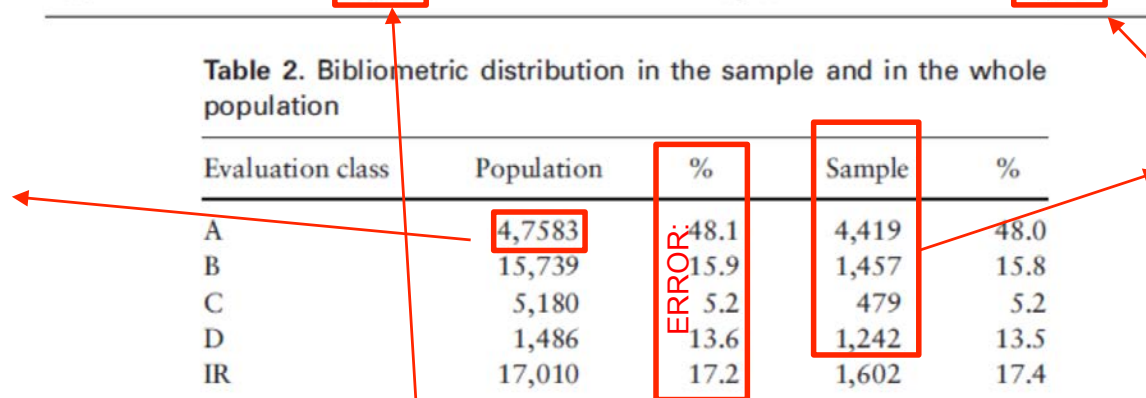 Table 2. Bibliometric distribution in the sample and in the whole
population
Evaluation class Population % Sample %
A 4,7583 48.1 4,419 48.0
B 15,739 15.9 1,457 15.8
C 5,180 5.2 479 5.2
D 1,486 13.6 1,242 13.5
IR 17,010 17.2 1,602 17.4
ERROR: